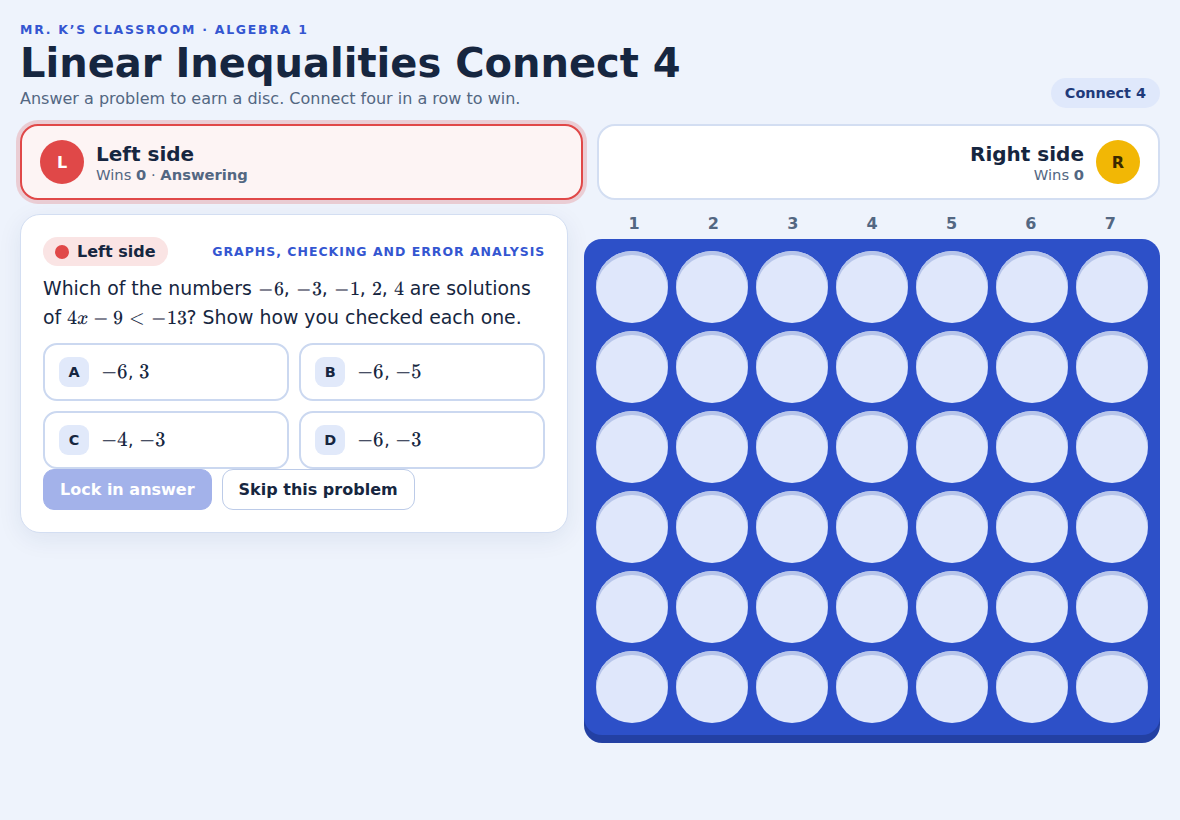 MR. K'S CLASSROOM · ALGEBRA 1
Linear Inequalities Connect 4
Answer a problem to earn a disc. Connect four in a row to win.
Connect 4
L
Left side
Wins 0 · Answering
Right side
Wins 0
R
Left side
GRAPHS, CHECKING AND ERROR ANALYSIS
Which of the numbers −6, −3, −1, 2, 4 are solutions
of 4x − 9 < −13? Show how you checked each one.
A −6, 3
B −6, −5
C −4, −3
D −6, −3
Lock in answer
Skip this problem
1 2 3 4 5 6 7